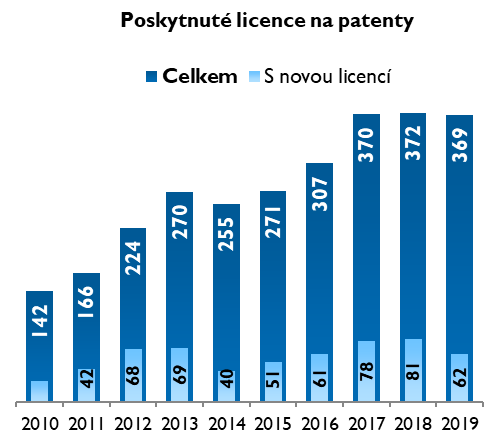 Poskytnuté licence na patenty
Celkem S novou licencí
142 166 224 270 255 271 307 370 372 369
42 68 69 40 51 61 78 81 62
2010 2011 2012 2013 2014 2015 2016 2017 2018 2019